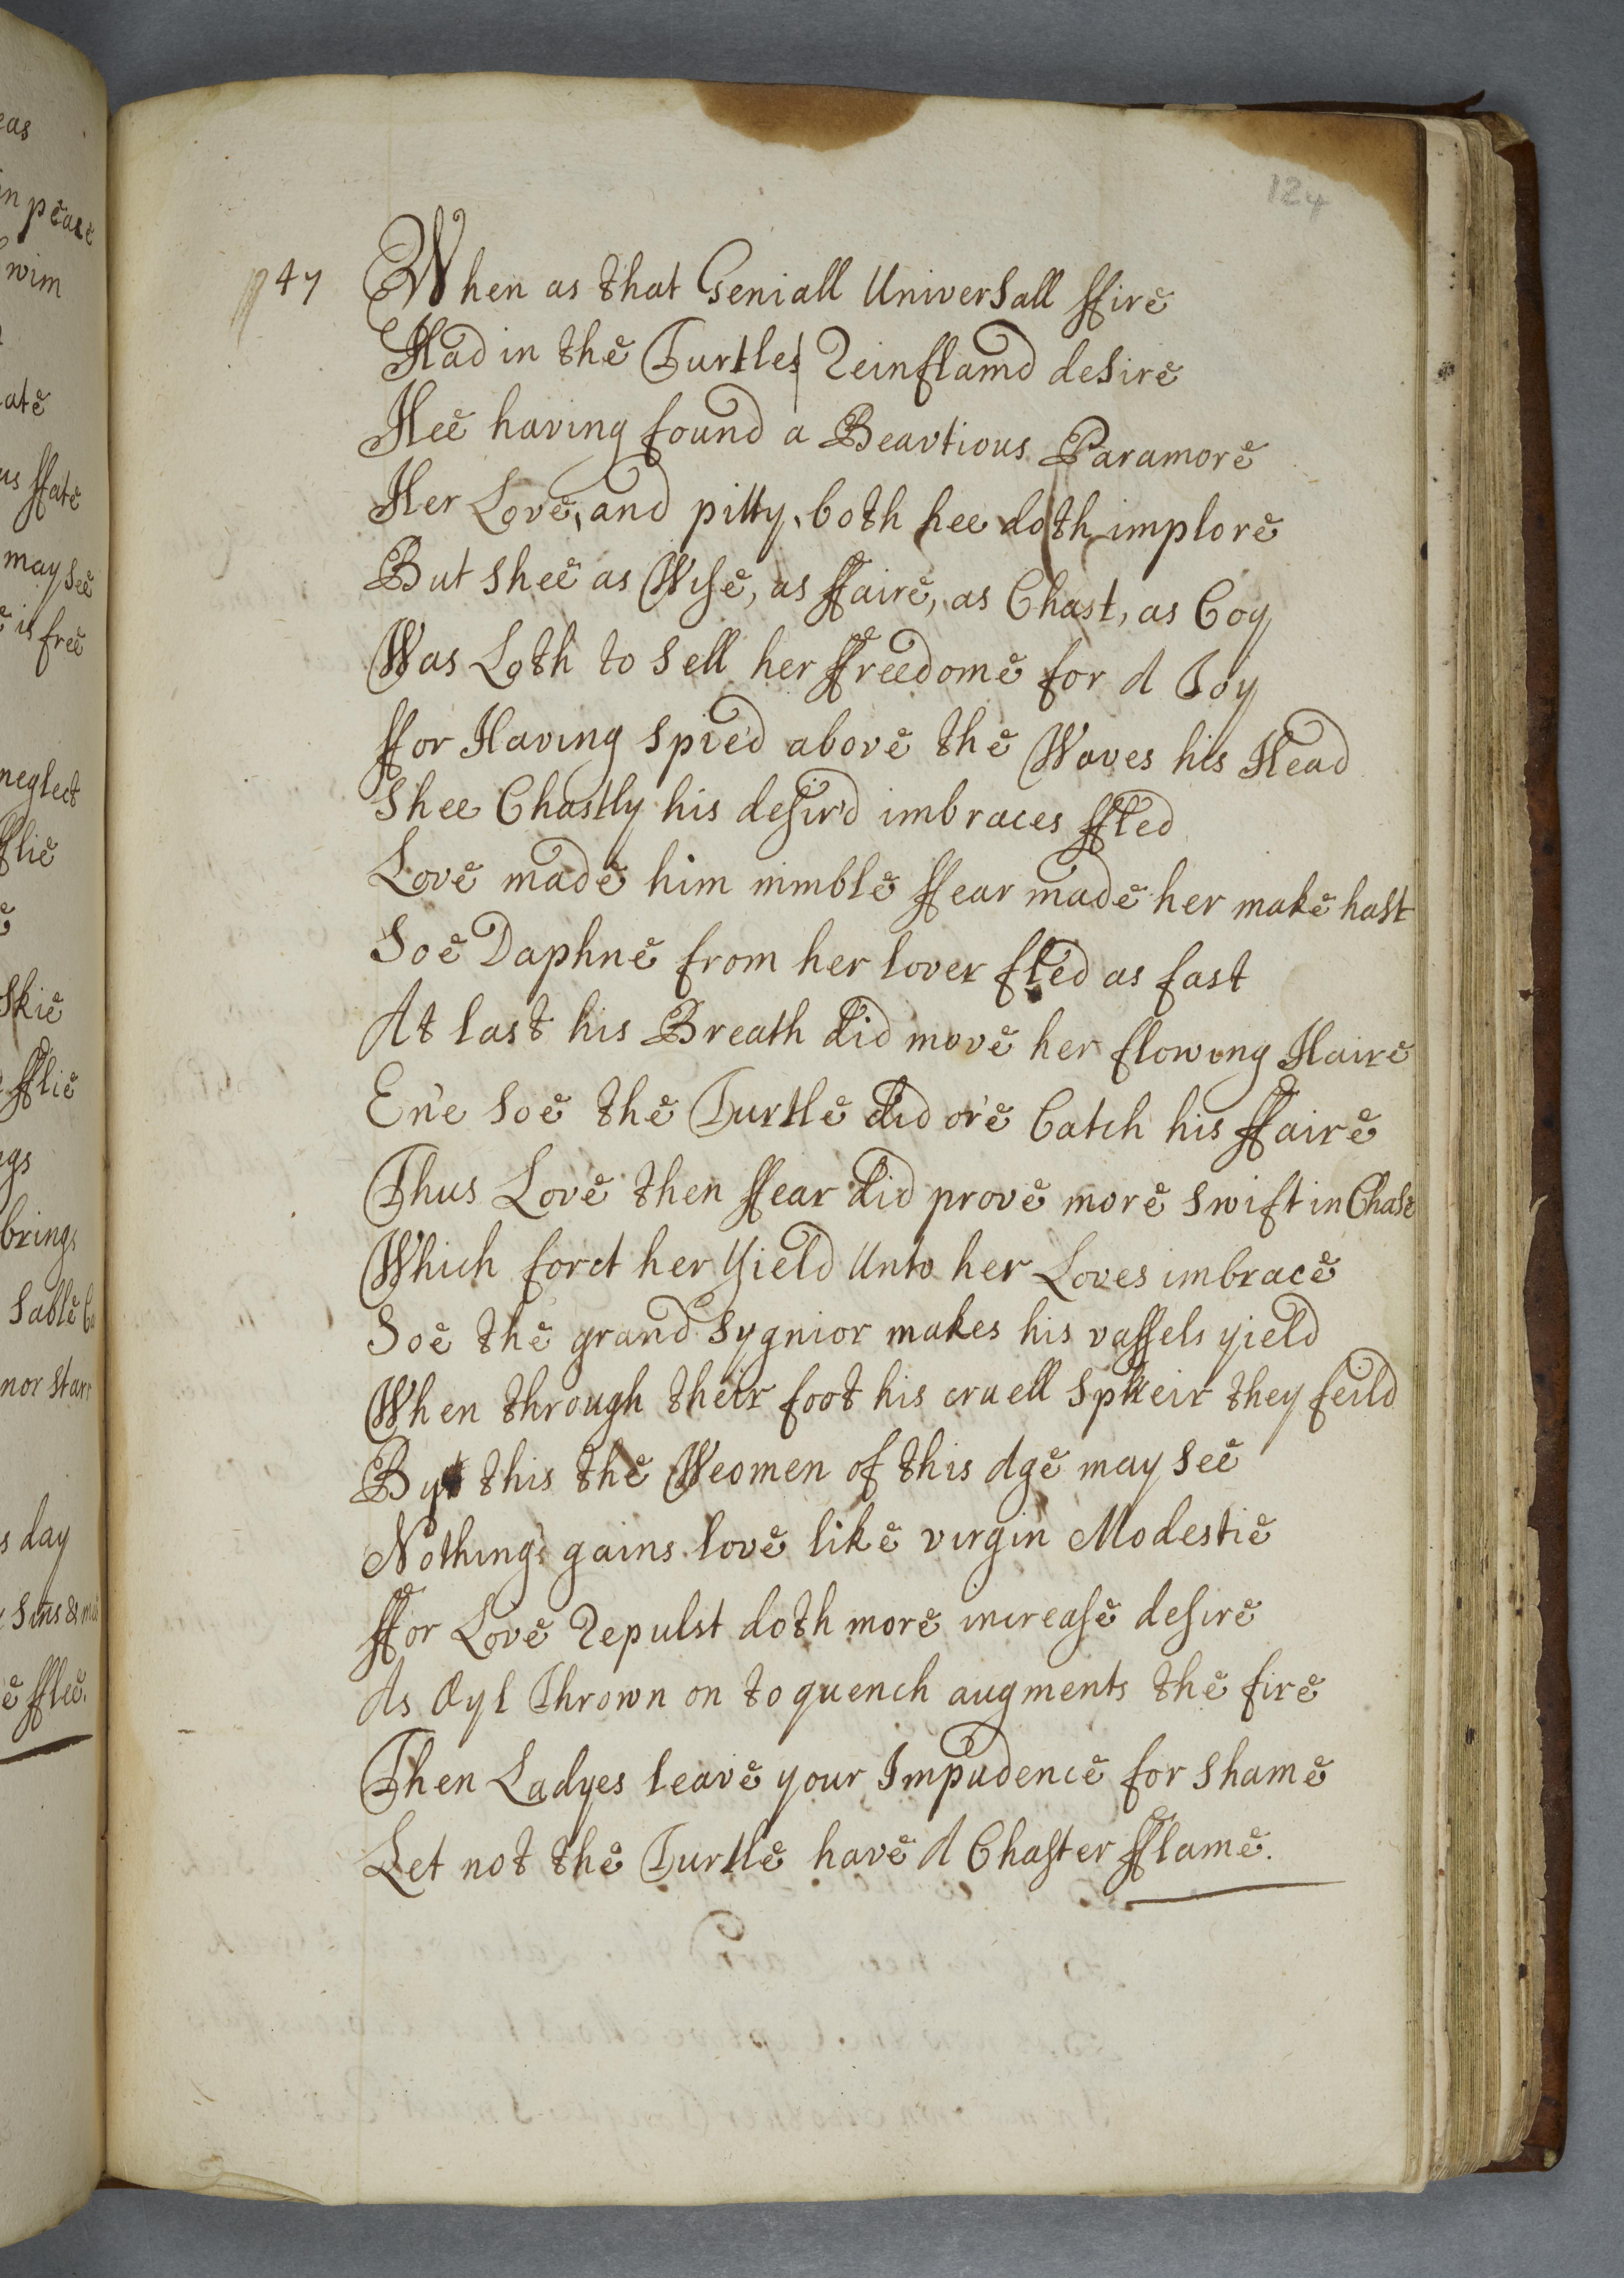 124
47 When as that Geniall Universall ffire
Had in the Turtles Reinflamd desire
Hee having found a Beavtious Paramore
Her Love, and pitty, both hee doth implore
But shee as Wise, as ffaire, as Chast, as Coy
Was Loth to sell her ffreedome for A Toy
ffor Having spied above the Waves his Head
Shee Chastly his desir'd imbraces ffled
Love made him nimble ffear made her make hast
Soe Daphne from her lover fled as fast
At last his Breath did move her flowing Haire
En'e soe the Turtle did or'e Catch his ffaire
Thus Love then ffear did prove more swift in Chase
Which forct her Yield Unto her Loves imbrace
Soe the grand Sygnior makes his vassels yield
When through their foot his cruell Speir they feild
By this the Weomen of this Age may see
Nothing gains love like virgin Modestie
ffor Love Repulst doth more increase desire
As Oyl Thrown on to quench augments the fire
Then Ladyes leave your Impudence for shame
Let not the Turtle have A Chaster fflame.
eas
in pease
swim
ate
us ffate
may see
e is free
neglect
fflie
skie
fflie
gs
brings
sable
nor starr
s day
sins &
e fflee.